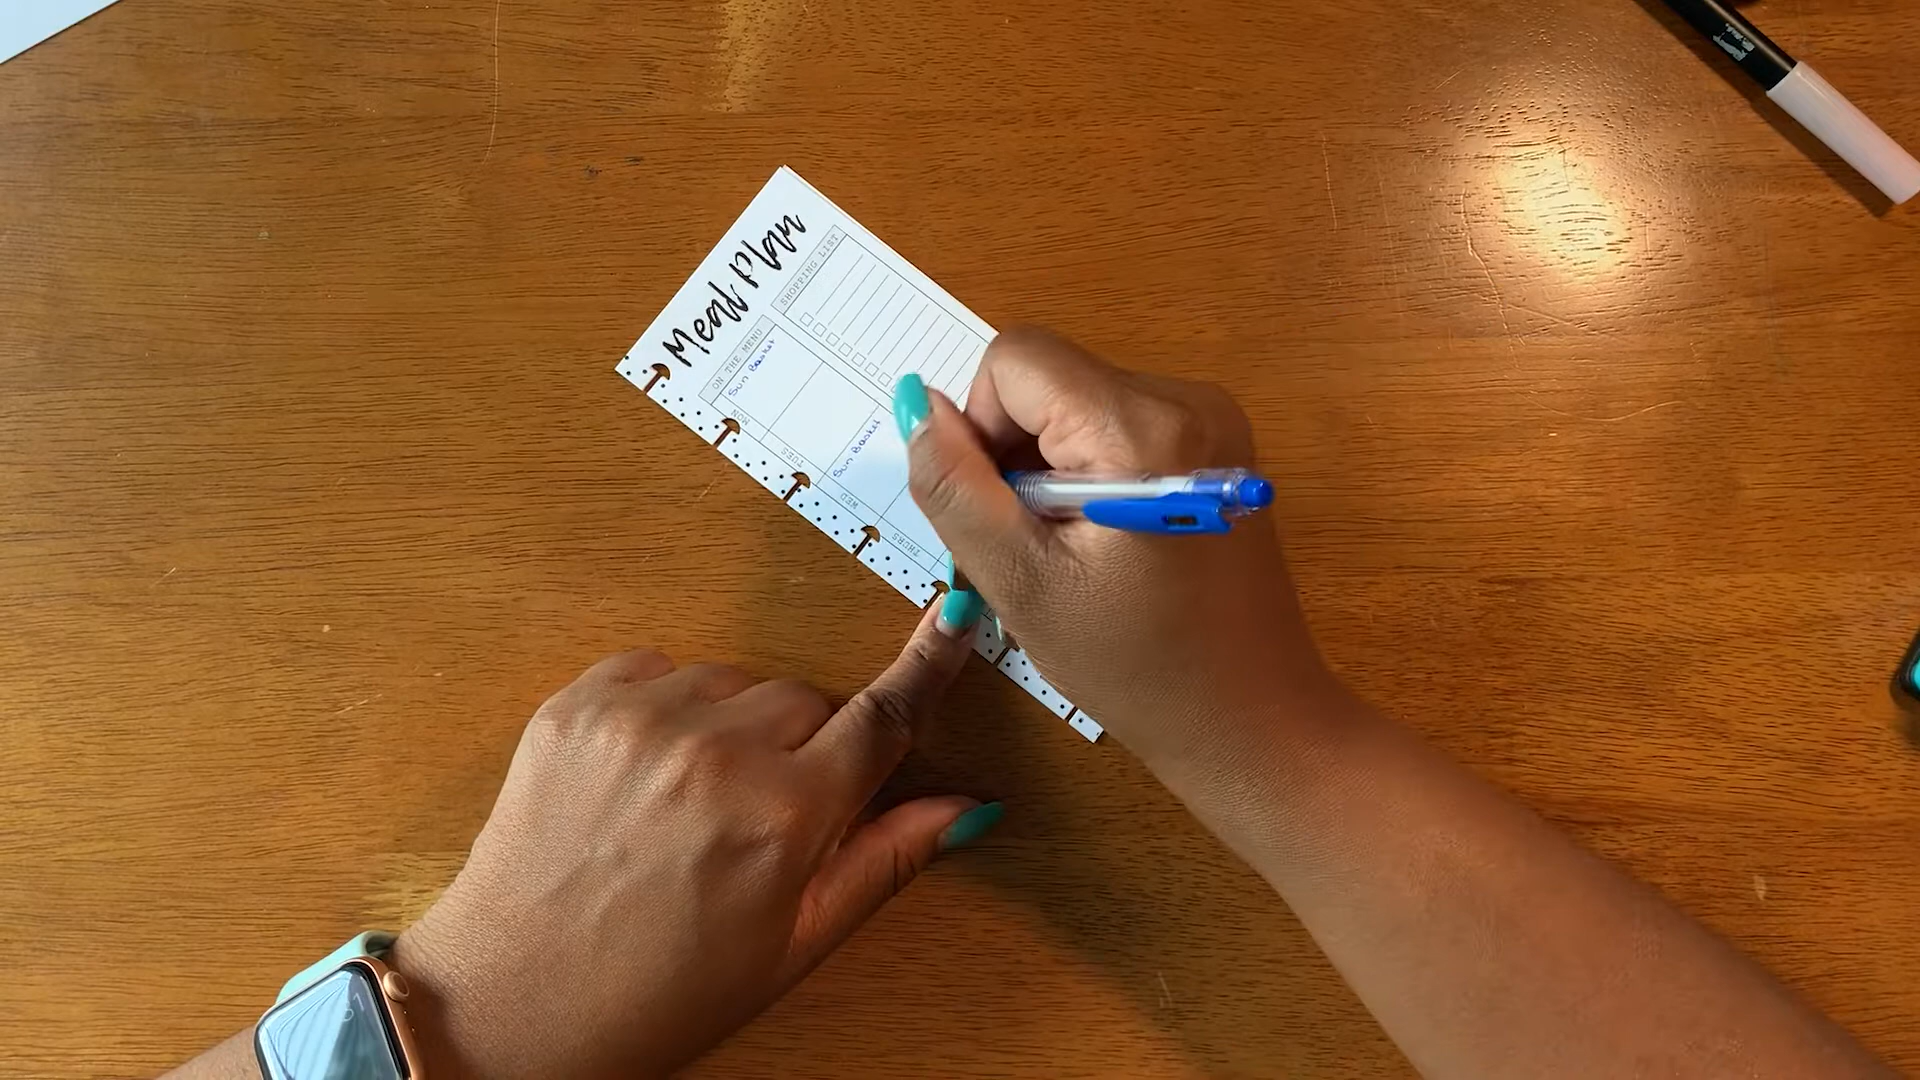 Meal Plan
ON THE MENU
SHOPPING LIST
Sun Basket
MON
TUES
Sun Basket
WED
THURS